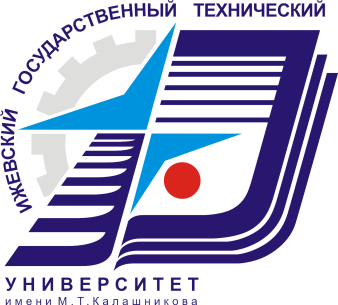 ИЖЕВСКИЙ ГОСУДАРСТВЕННЫЙ ТЕХНИЧЕСКИЙ
УНИВЕРСИТЕТ
имени М.Т.Калашникова